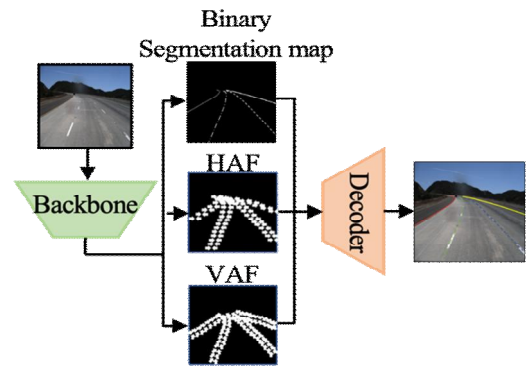 Binary
Segmentation map
HAF
Backbone
Decoder
VAF